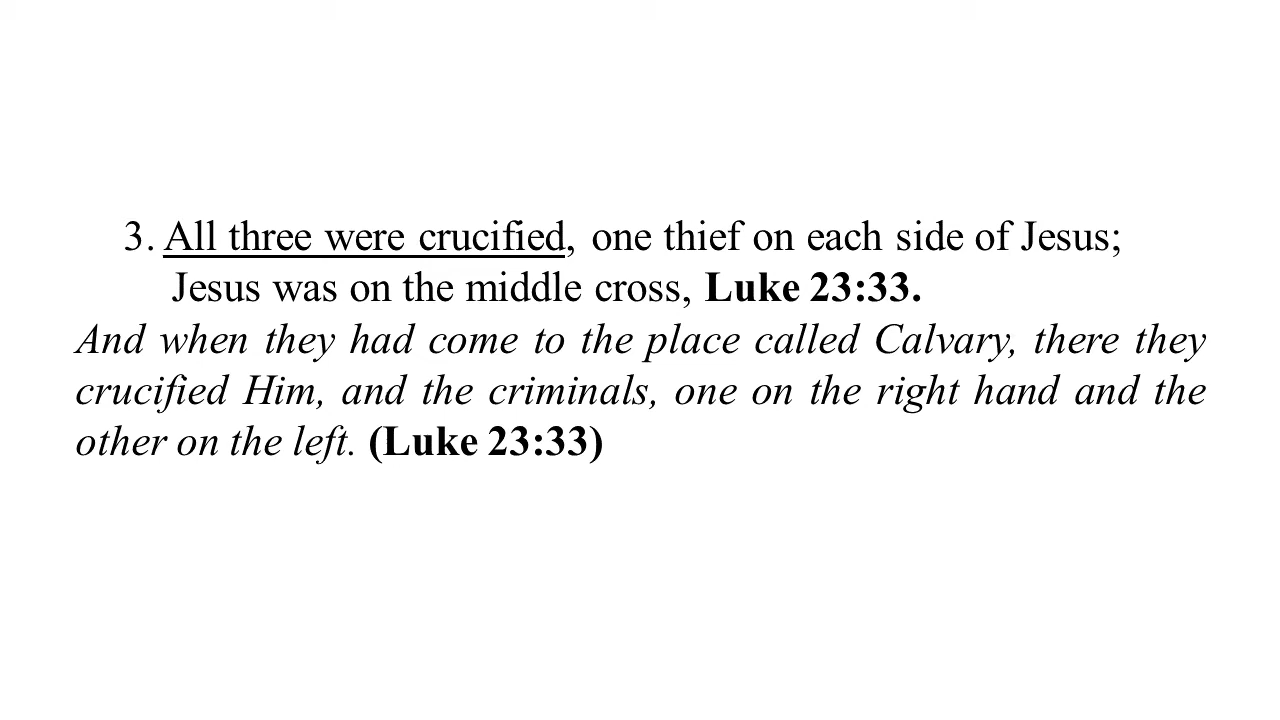 3. All three were crucified, one thief on each side of Jesus;
Jesus was on the middle cross, Luke 23:33.
And when they had come to the place called Calvary, there they
crucified Him, and the criminals, one on the right hand and the
other on the left. (Luke 23:33)